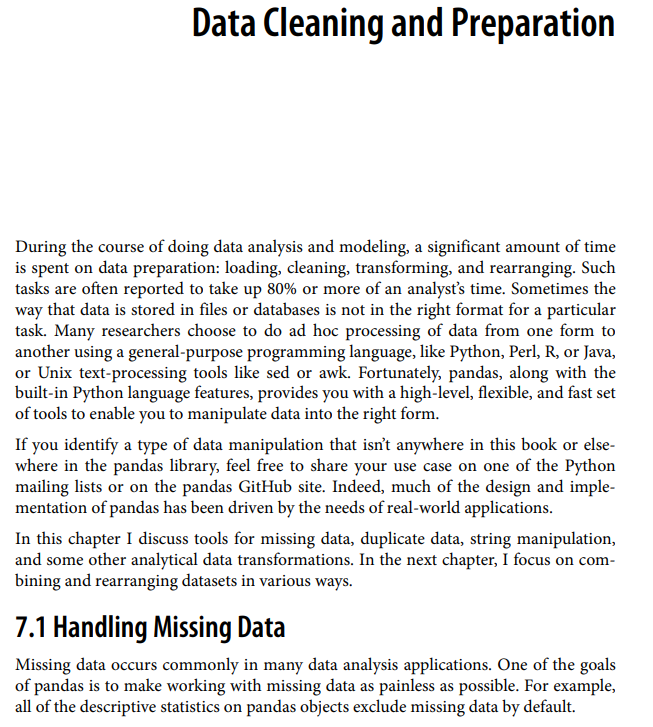 Data Cleaning and Preparation
During the course of doing data analysis and modeling, a significant amount of time
is spent on data preparation: loading, cleaning, transforming, and rearranging. Such
tasks are often reported to take up 80% or more of an analyst’s time. Sometimes the
way that data is stored in files or databases is not in the right format for a particular
task. Many researchers choose to do ad hoc processing of data from one form to
another using a general-purpose programming language, like Python, Perl, R, or Java,
or Unix text-processing tools like sed or awk. Fortunately, pandas, along with the
built-in Python language features, provides you with a high-level, flexible, and fast set
of tools to enable you to manipulate data into the right form.
If you identify a type of data manipulation that isn’t anywhere in this book or else-
where in the pandas library, feel free to share your use case on one of the Python
mailing lists or on the pandas GitHub site. Indeed, much of the design and imple-
mentation of pandas has been driven by the needs of real-world applications.
In this chapter I discuss tools for missing data, duplicate data, string manipulation,
and some other analytical data transformations. In the next chapter, I focus on com-
bining and rearranging datasets in various ways.
7.1 Handling Missing Data
Missing data occurs commonly in many data analysis applications. One of the goals
of pandas is to make working with missing data as painless as possible. For example,
all of the descriptive statistics on pandas objects exclude missing data by default.